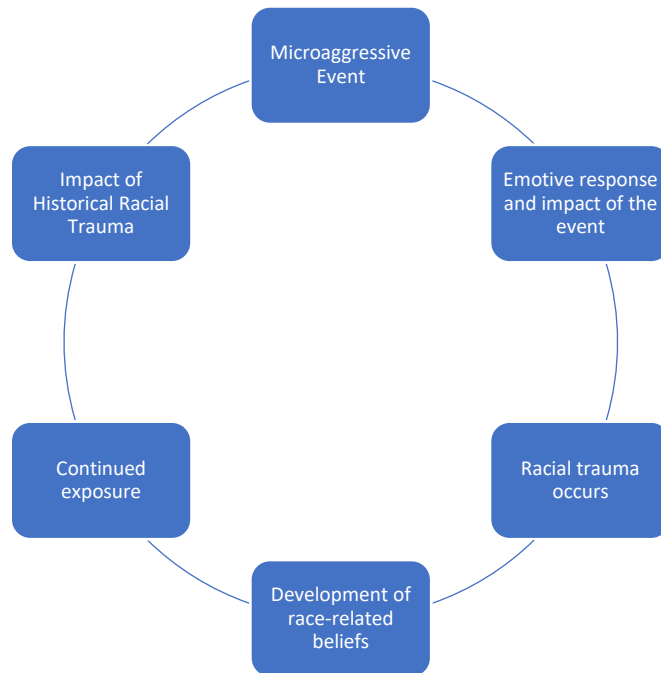 Microaggressive
Event
Emotive response
and impact of the
event
Racial trauma
occurs
Development of
race-related
beliefs
Continued
exposure
Impact of
Historical Racial
Trauma